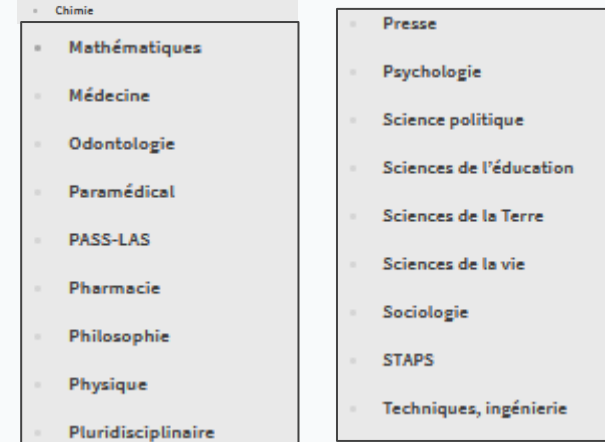 Chimie
Mathématiques
Médecine
Odontologie
Paramédical
PASS-LAS
Pharmacie
Philosophie
Physique
Pluridisciplinaire
Presse
Psychologie
Science politique
Sciences de l'éducation
Sciences de la Terre
Sciences de la vie
Sociologie
STAPS
Techniques, ingénierie